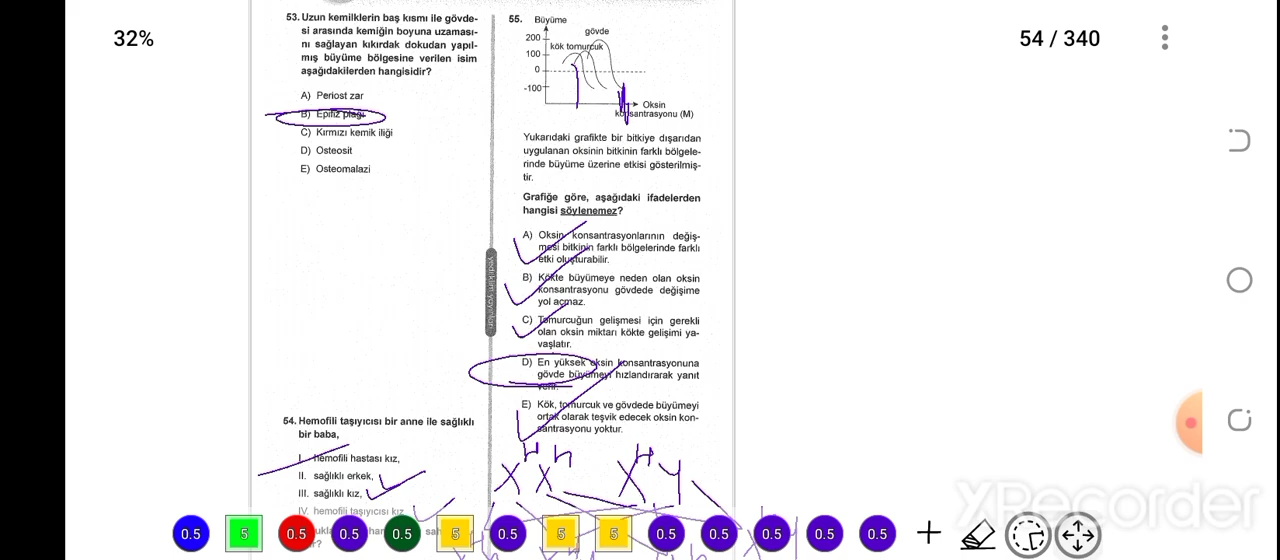 32%
54 / 340
53. Uzun kemiklerin baş kısmı ile gövde-
si arasında kemiğin boyuna uzaması-
nı sağlayan kıkırdak dokudan yapıl-
mış büyüme bölgesine verilen isim
aşağıdakilerden hangisidir?
A) Periost zar
B) Epifiz plağı
C) Kırmızı kemik iliği
D) Osteosit
E) Osteomalazi
54. Hemofili taşıyıcısı bir anne ile sağlıklı
bir baba,
I. hemofili hastası kız,
II. sağlıklı erkek,
III. sağlıklı kız,
IV. hemofili taşıyıcısı kız
yediiklim yayınları
55. Büyüme
gövde
200
kök tomurcuk
100
0
-100
Oksin
konsantrasyonu (M)
Yukarıdaki grafikte bir bitkiye dışarıdan
uygulanan oksinin bitkinin farklı bölgele-
rinde büyüme üzerine etkisi gösterilmiş-
tir.
Grafiğe göre, aşağıdaki ifadelerden
hangisi söylenemez?
A) Oksin konsantrasyonlarının değiş-
mesi bitkinin farklı bölgelerinde farklı
etki oluşturabilir.
B) Kökte büyümeye neden olan oksin
konsantrasyonu gövdede değişime
yol açmaz.
C) Tomurcuğun gelişmesi için gerekli
olan oksin miktarı kökte gelişimi ya-
vaşlatır.
D) En yüksek oksin konsantrasyonuna
gövde büyümeyi hızlandırarak yanıt
verir.
E) Kök, tomurcuk ve gövdede büyümeyi
ortak olarak teşvik edecek oksin kon-
santrasyonu yoktur.
X^H X^h X^H Y
0.5 5 0.5 0.5 0.5 5 0.5 5 5 0.5 0.5 0.5 0.5 0.5
XRecorder